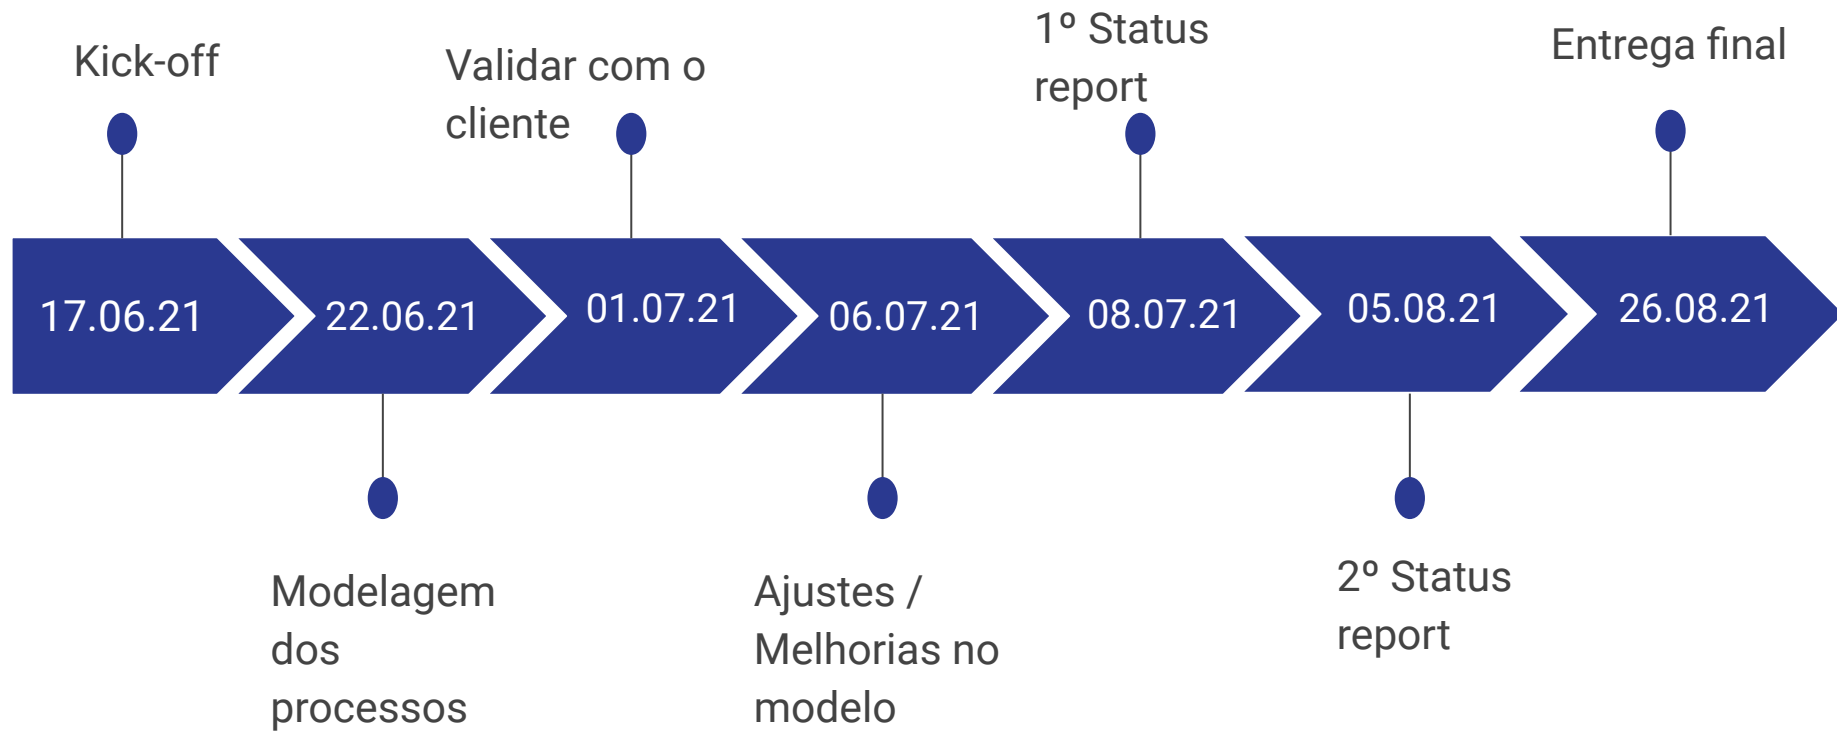 Kick-off
Validar com o
cliente
1º Status
report
Entrega final
17.06.21
22.06.21
01.07.21
06.07.21
08.07.21
05.08.21
26.08.21
Modelagem
dos
processos
Ajustes /
Melhorias no
modelo
2º Status
report